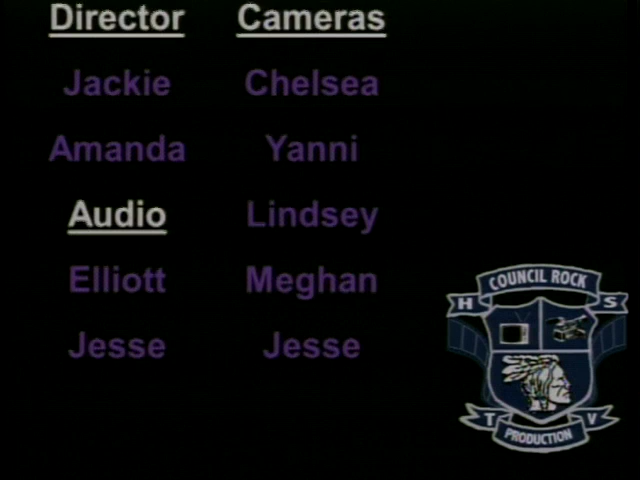 Director Cameras
Jackie Chelsea
Amanda Yanni
Audio Lindsey
Elliott Meghan
Jesse Jesse
COUNCIL ROCK
H S
T V
PRODUCTION